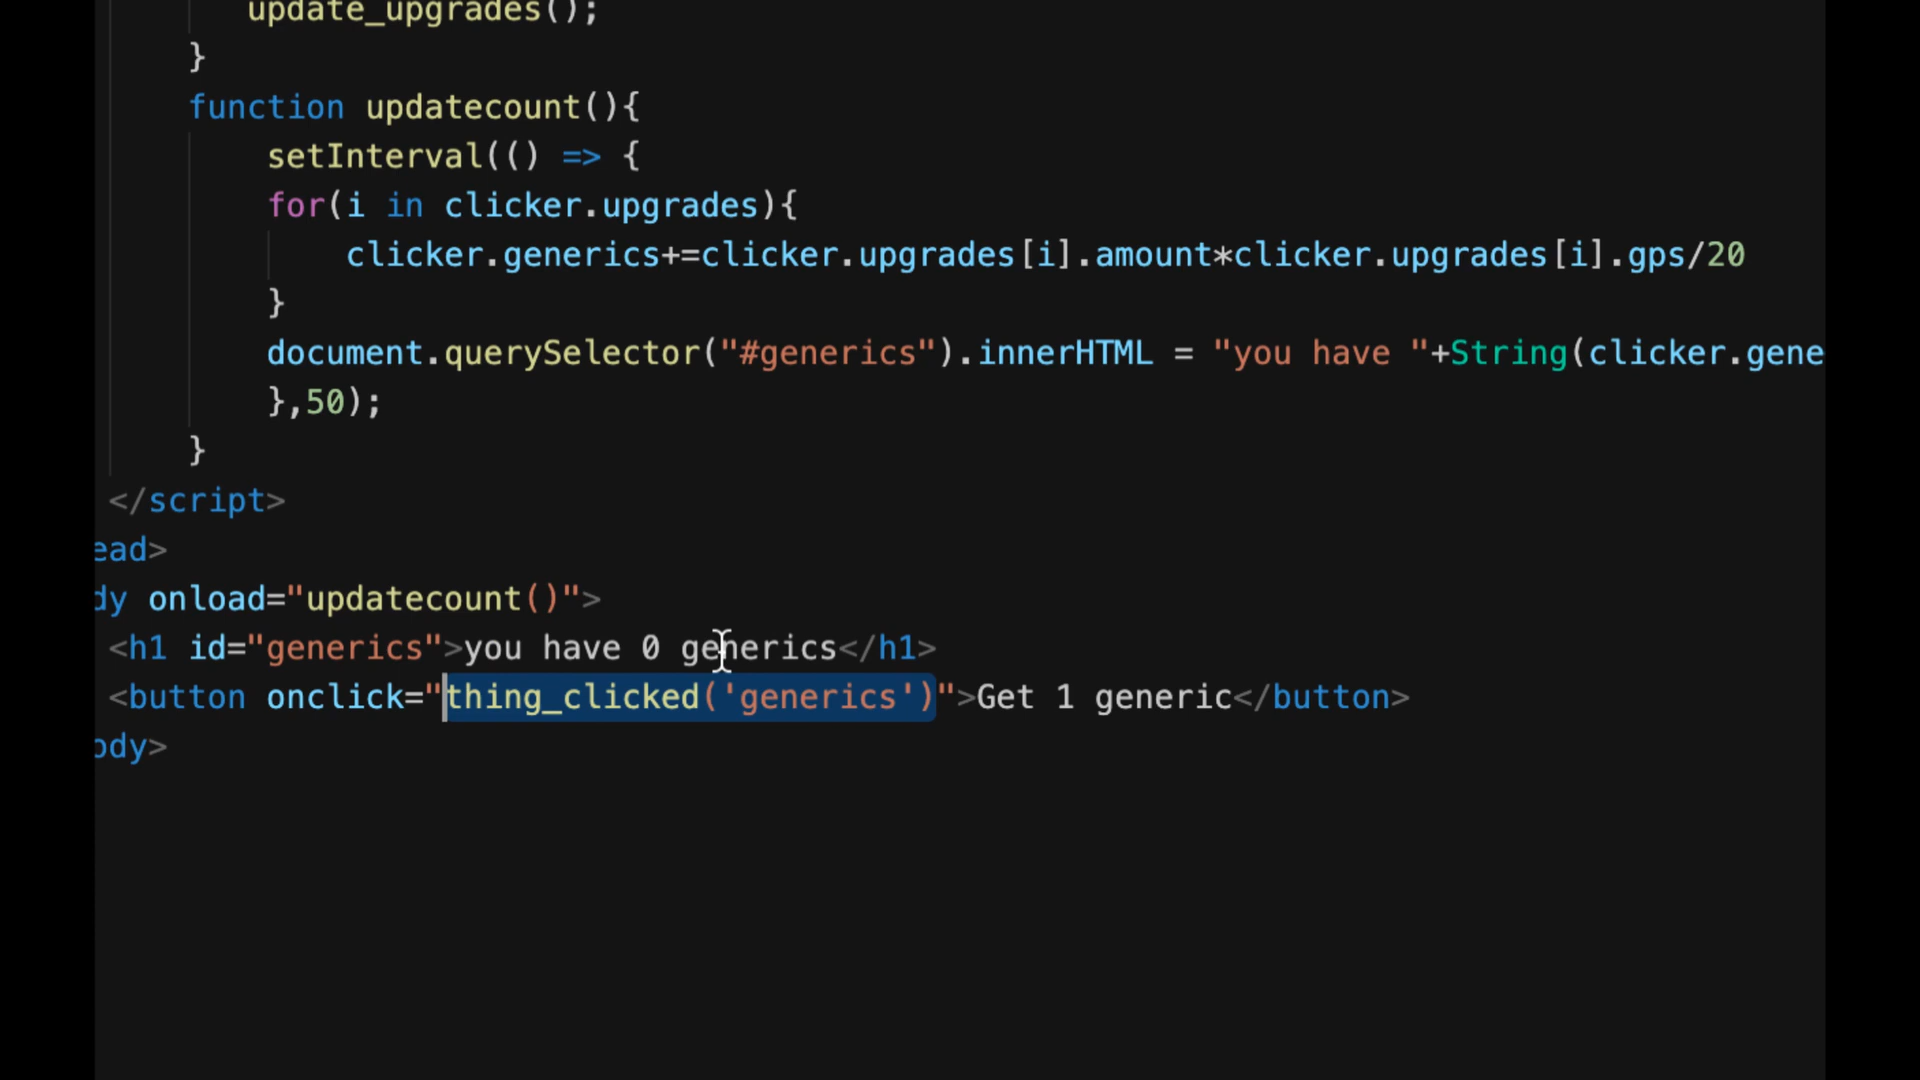 update_upgrades();
}
function updatecount(){
setInterval(() => {
for(i in clicker.upgrades){
clicker.generics+=clicker.upgrades[i].amount*clicker.upgrades[i].gps/20
}
document.querySelector("#generics").innerHTML = "you have "+String(clicker.gene
},50);
}
</script>
ead>
dy onload="updatecount()">
<h1 id="generics">you have 0 generics</h1>
<button onclick="thing_clicked('generics')">Get 1 generic</button>
ody>